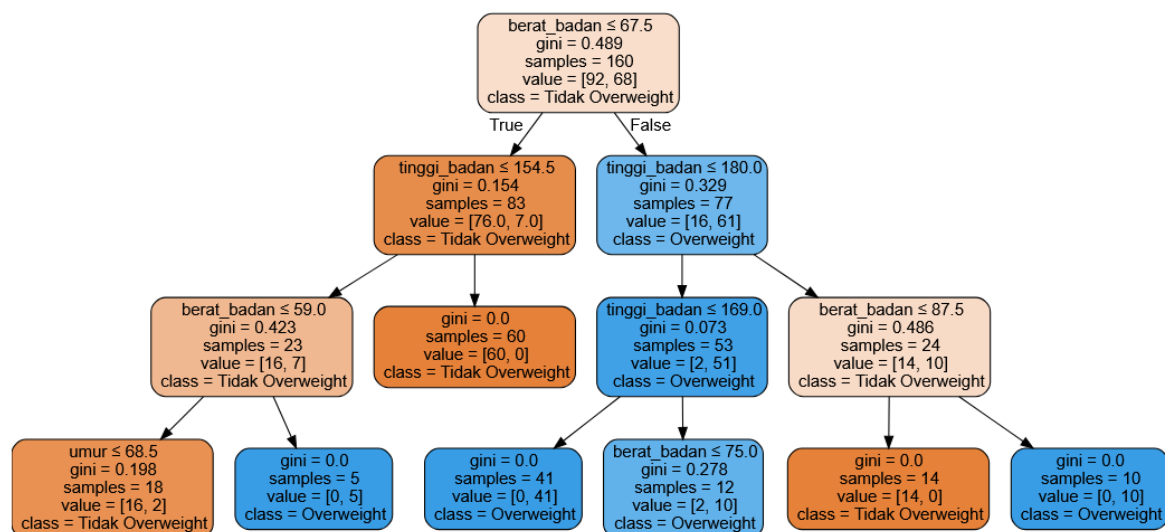 berat_badan ≤ 67.5
gini = 0.489
samples = 160
value = [92, 68]
class = Tidak Overweight
True
False
tinggi_badan ≤ 154.5
gini = 0.154
samples = 83
value = [76.0, 7.0]
class = Tidak Overweight
tinggi_badan ≤ 180.0
gini = 0.329
samples = 77
value = [16, 61]
class = Overweight
berat_badan ≤ 59.0
gini = 0.423
samples = 23
value = [16, 7]
class = Tidak Overweight
gini = 0.0
samples = 60
value = [60, 0]
class = Tidak Overweight
tinggi_badan ≤ 169.0
gini = 0.073
samples = 53
value = [2, 51]
class = Overweight
berat_badan ≤ 87.5
gini = 0.486
samples = 24
value = [14, 10]
class = Tidak Overweight
umur ≤ 68.5
gini = 0.198
samples = 18
value = [16, 2]
class = Tidak Overweight
gini = 0.0
samples = 5
value = [0, 5]
class = Overweight
gini = 0.0
samples = 41
value = [0, 41]
class = Overweight
berat_badan ≤ 75.0
gini = 0.278
samples = 12
value = [2, 10]
class = Overweight
gini = 0.0
samples = 14
value = [14, 0]
class = Tidak Overweight
gini = 0.0
samples = 10
value = [0, 10]
class = Overweight